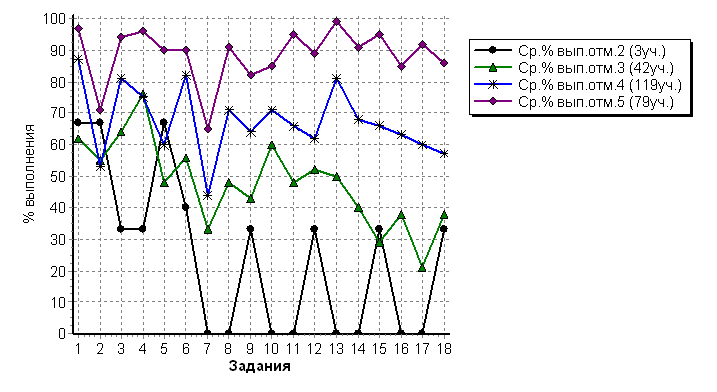 % выполнения
100
90
80
70
60
50
40
30
20
10
0
1 2 3 4 5 6 7 8 9 10 11 12 13 14 15 16 17 18
Задания
Ср.% вып.отм.2 (3уч.)
Ср.% вып.отм.3 (42уч.)
Ср.% вып.отм.4 (119уч.)
Ср.% вып.отм.5 (79уч.)